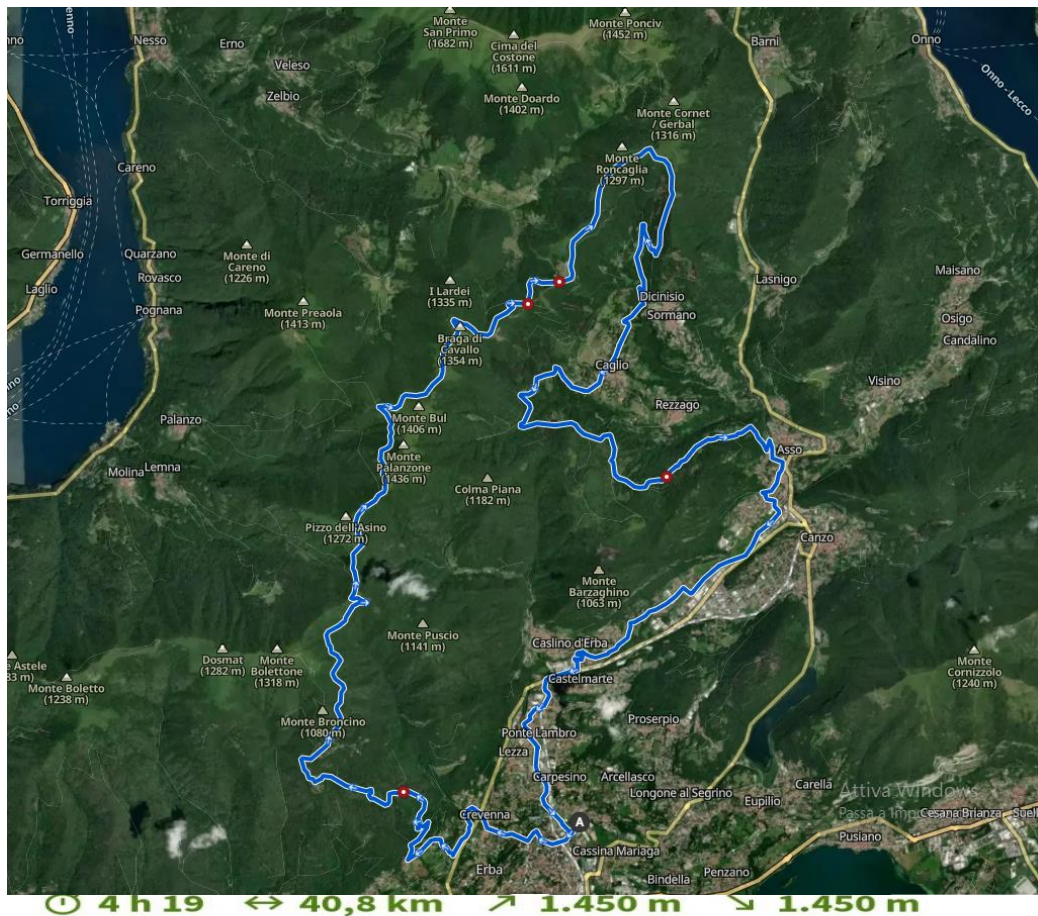 Monte
San Primo
(1682 m)
Monte Ponciv
(1452 m)
Nesso
Erno
Cima del
Costone
(1611 m)
Barni
Onno
Veleso
Zelbio
Monte Doardo
(1402 m)
Onno - Lecco
Monte Cornet
/ Gerbal
(1316 m)
Monte
Roncaglia
(1297 m)
Careno
Torriggia
Germanello
Quarzano
Monte di
Careno
(1226 m)
Rovasco
Laglio
I Lardei
(1335 m)
Lasnigo
Maisano
Pognana
Monte Preaola
(1413 m)
Dicinisio
Sormano
Osigo
Candalino
Braga di
Cavallo
(1354 m)
Caglio
Visino
Rezzago
Palanzo
Monte Bul
(1406 m)
Monte
Palanzone
(1436 m)
Asso
Molina
Lemna
Colma Piana
(1182 m)
Pizzo dell'Asino
(1272 m)
Canzo
Monte
Barzaghino
(1063 m)
Monte Puscio
(1141 m)
Caslino d'Erba
e Astele
83 m)
Monte Boletto
(1238 m)
Dosmat
(1282 m)
Monte
Bolettone
(1318 m)
Castelmarte
Monte
Cornizzolo
(1240 m)
Monte Broncino
(1080 m)
Proserpio
Ponte Lambro
Lezza
Carpesino
Arcellasco
Longone al Segrino
Eupilio
Carella
Attiva Windows
Passa a Imp
Cesana Brianza
Suell
Crevenna
A
Pusiano
Cassina Mariaga
Erba
Bindella
Penzano
4 h 19 40,8 km 1.450 m 1.450 m